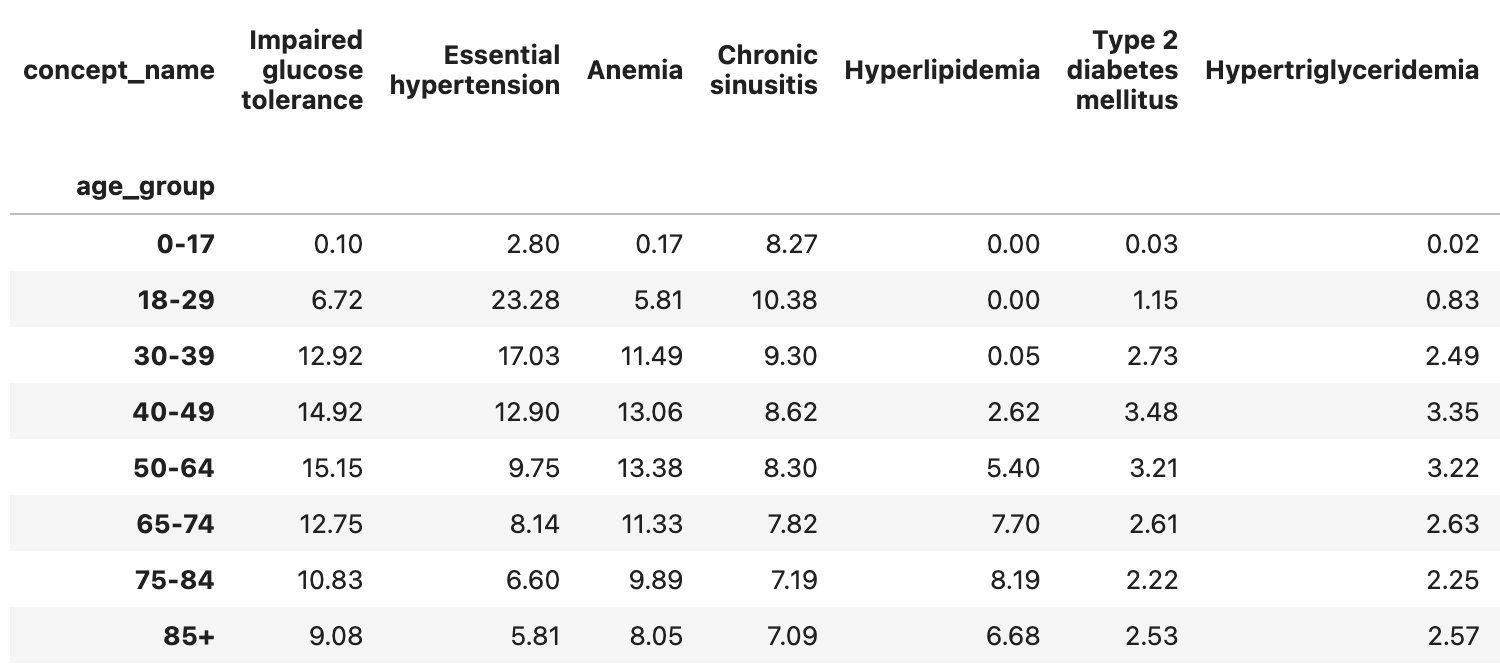 concept_name Impaired glucose tolerance Essential hypertension Anemia Chronic sinusitis Hyperlipidemia Type 2 diabetes mellitus Hypertriglyceridemia
age_group
0-17 0.10 2.80 0.17 8.27 0.00 0.03 0.02
18-29 6.72 23.28 5.81 10.38 0.00 1.15 0.83
30-39 12.92 17.03 11.49 9.30 0.05 2.73 2.49
40-49 14.92 12.90 13.06 8.62 2.62 3.48 3.35
50-64 15.15 9.75 13.38 8.30 5.40 3.21 3.22
65-74 12.75 8.14 11.33 7.82 7.70 2.61 2.63
75-84 10.83 6.60 9.89 7.19 8.19 2.22 2.25
85+ 9.08 5.81 8.05 7.09 6.68 2.53 2.57